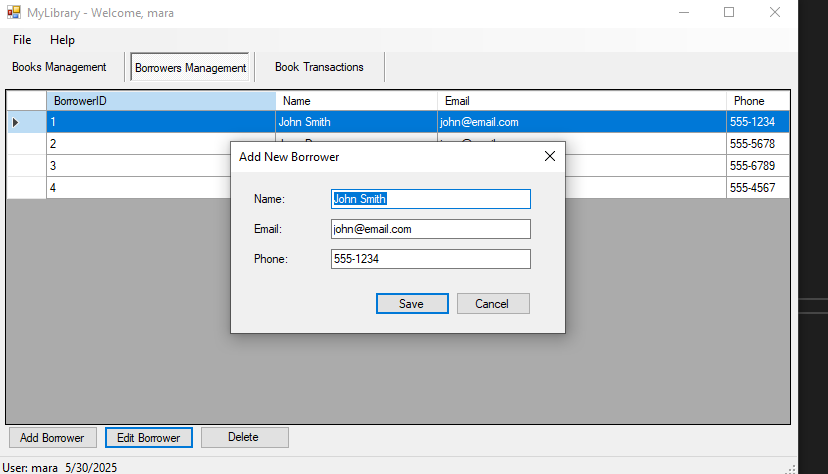 MyLibrary - Welcome, mara
File Help
Books Management Borrowers Management Book Transactions
BorrowerID Name Email Phone
1 John Smith john@email.com 555-1234
2 555-5678
3 555-6789
4 555-4567
Add New Borrower
Name: John Smith
Email: john@email.com
Phone: 555-1234
Save Cancel
Add Borrower Edit Borrower Delete
User: mara 5/30/2025